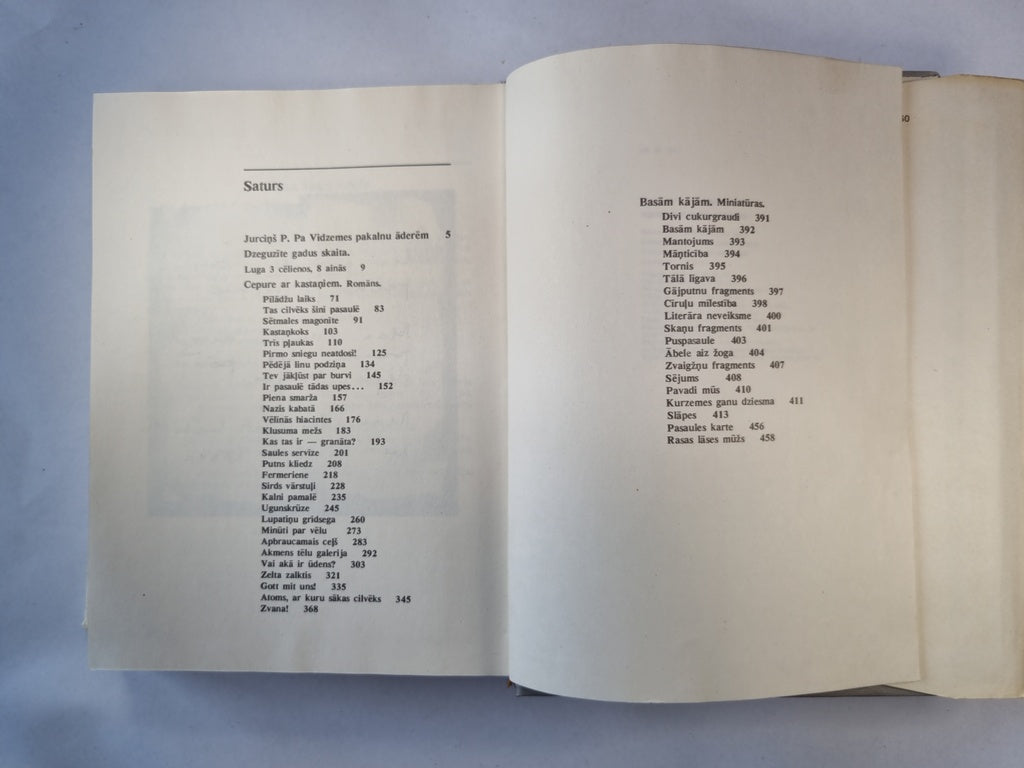 Saturs
Jurciņš P. Pa Vidzemes pakalnu āderēm 5
Dzeguzīte gadus skaita.
Luga 3 cēlienos, 8 ainās 9
Cepure ar kastaņiem. Romāns.
Pīlādžu laiks 71
Tas cilvēks šinī pasaulē 83
Sētmales magonīte 91
Kastaņkoks 103
Trīs pļaukas 110
Pirmo sniegu neatdosi! 125
Pēdējā linu podziņa 134
Tev jākļūst par burvi 145
Ir pasaulē tādas upes... 152
Piena smarža 157
Nazis kabatā 166
Vēlīnās hiacintes 176
Klusuma mežs 183
Kas tas ir — granāta? 193
Saules servīze 201
Putns kliedz 208
Fermeriene 218
Sirds vārstuļi 228
Kalni pamalē 235
Ugunskrūze 245
Lupatiņu grīdsega 260
Minūti par vēlu 273
Apbraucamais ceļš 283
Akmens tēlu galerija 292
Vai akā ir ūdens? 303
Zelta zalktis 321
Gott mit uns! 335
Atoms, ar kuru sākas cilvēks 345
Zvana! 368
Basām kājām. Miniatūras.
Divi cukurgraudi 391
Basām kājām 392
Mantojums 393
Māņticība 394
Tornis 395
Tālā līgava 396
Gājputnu fragments 397
Cīruļu mīlestība 398
Literāra neveiksme 400
Skaņu fragments 401
Puspasaule 403
Ābele aiz žoga 404
Zvaigžņu fragments 407
Sējums 408
Pavadi mūs 410
Kurzemes ganu dziesma 411
Slāpes 413
Pasaules karte 456
Rasas lāses mūžs 458